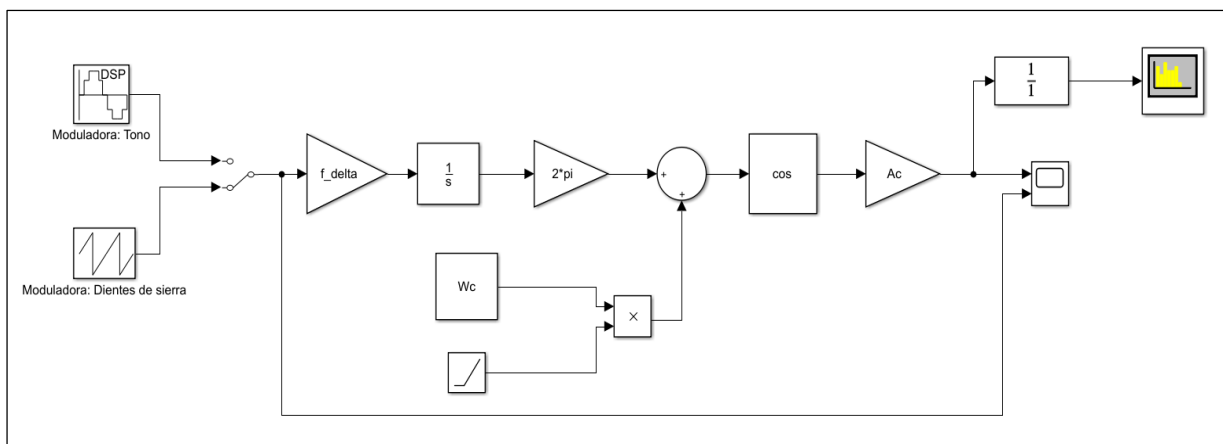 DSP
Moduladora: Tono
f_delta
1
s
2*pi
+
+
cos
Ac
1
1
Moduladora: Dientes de sierra
Wc
×